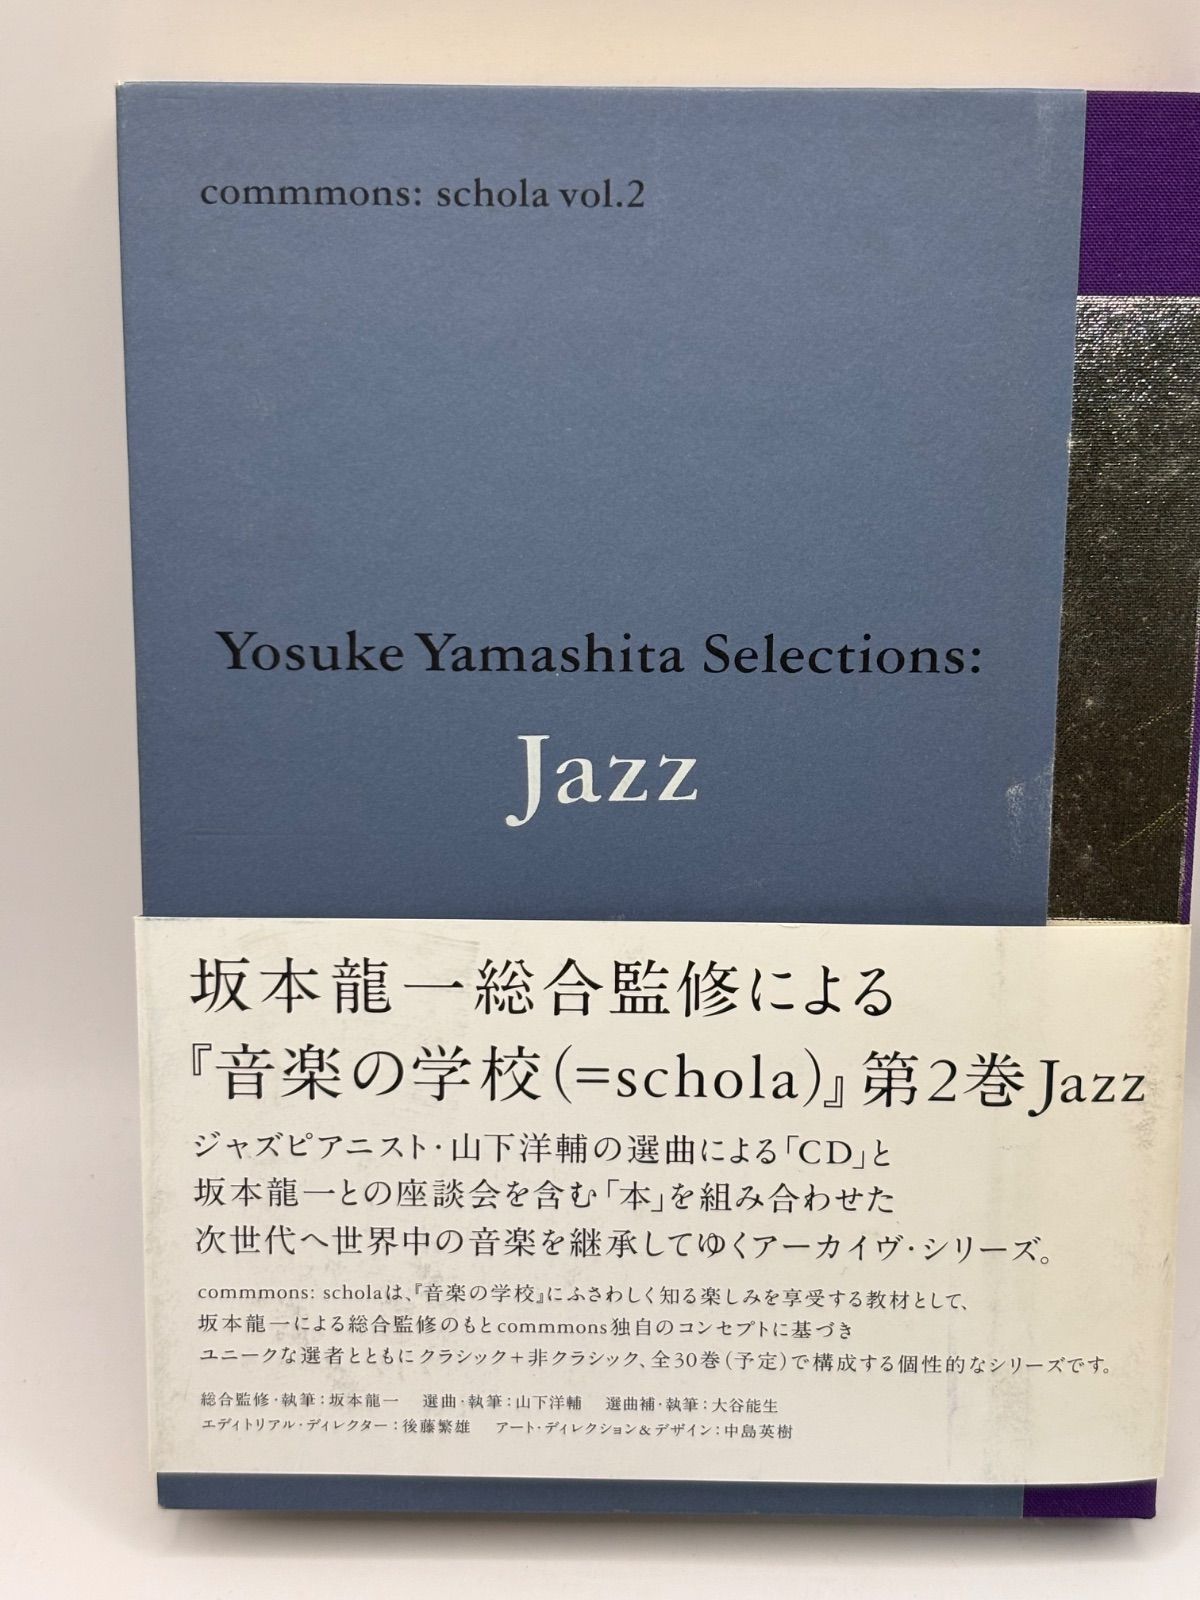 commmons: schola vol.2
Yosuke Yamashita Selections:
Jazz
坂本龍一総合監修による
『音楽の学校(=schola)』第2巻Jazz
ジャズピアニスト・山下洋輔の選曲による「CD」と
坂本龍一との座談会を含む「本」を組み合わせた
次世代へ世界中の音楽を継承してゆくアーカイヴ・シリーズ。
commmons: scholaは、『音楽の学校』にふさわしく知る楽しみを享受する教材として、
坂本龍一による総合監修のもとcommmons独自のコンセプトに基づき
ユニークな選者とともにクラシック+非クラシック、全30巻(予定)で構成する個性的なシリーズです。
総合監修・執筆:坂本龍一　選曲・執筆:山下洋輔　選曲補・執筆:大谷能生
エディトリアル・ディレクター:後藤繁雄　アート・ディレクション&デザイン:中島英樹